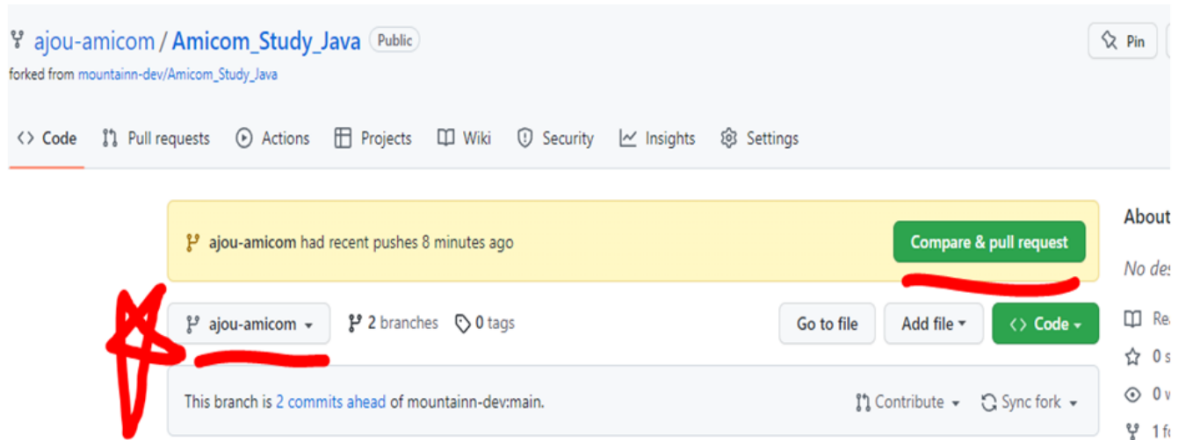 ajou-amicom / Amicom_Study_Java Public
Pin
forked from mountainn-dev/Amicom_Study_Java
<> Code Pull requests Actions Projects Wiki Security Insights Settings
About
ajou-amicom had recent pushes 8 minutes ago Compare & pull request
No
ajou-amicom 2 branches 0 tags Go to file Add file <> Code
0
This branch is 2 commits ahead of mountainn-dev:main. Contribute Sync fork
0
1